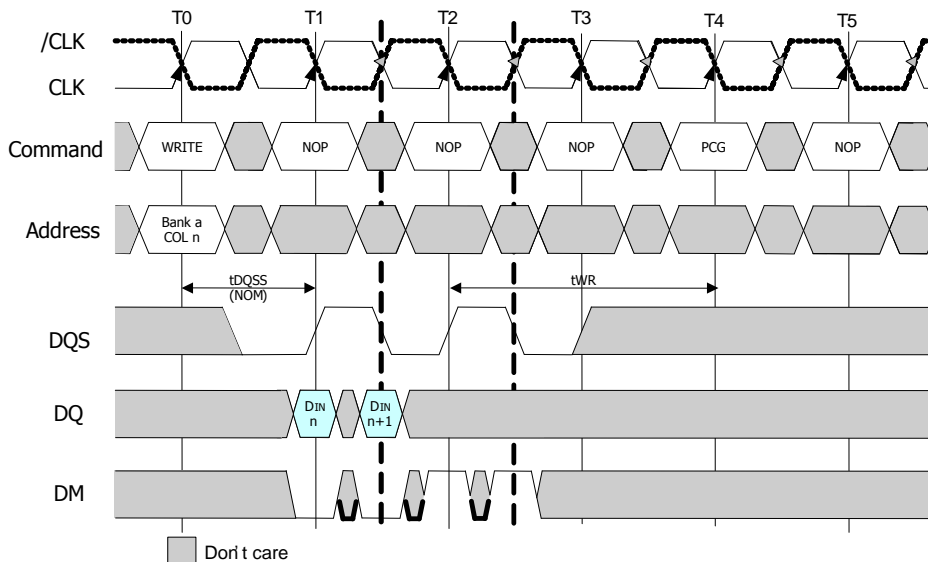 T0 T1 T2 T3 T4 T5
/CLK
CLK
Command WRITE NOP NOP NOP PCG NOP
Address Bank a
COL n
tDQSS
(NOM)
tWR
DQS
DQ DIN
n
DIN
n+1
DM
Don't care